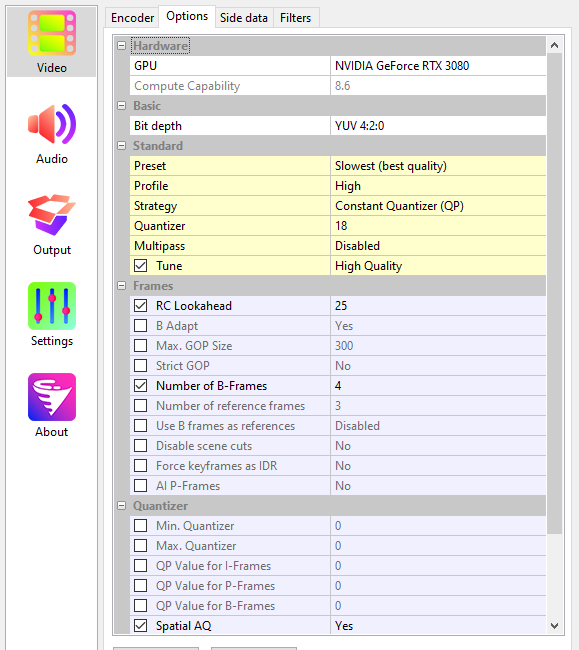 Encoder Options Side data Filters
Video
Audio
Output
Settings
About
Hardware
GPU NVIDIA GeForce RTX 3080
Compute Capability 8.6
Basic
Bit depth YUV 4:2:0
Standard
Preset Slowest (best quality)
Profile High
Strategy Constant Quantizer (QP)
Quantizer 18
Multipass Disabled
Tune High Quality
Frames
RC Lookahead 25
B Adapt Yes
Max. GOP Size 300
Strict GOP No
Number of B-Frames 4
Number of reference frames 3
Use B frames as references Disabled
Disable scene cuts No
Force keyframes as IDR No
AI P-Frames No
Quantizer
Min. Quantizer 0
Max. Quantizer 0
QP Value for I-Frames 0
QP Value for P-Frames 0
QP Value for B-Frames 0
Spatial AQ Yes